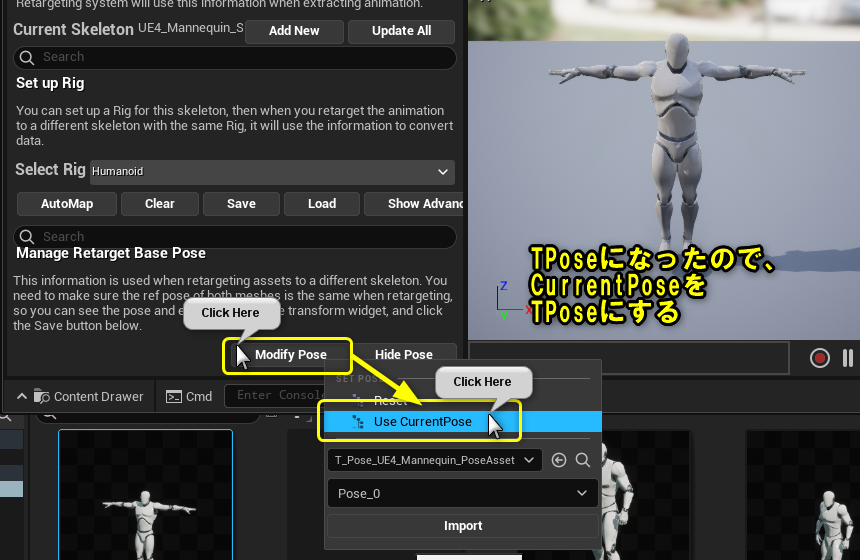 Retargeting system will use this information when extracting animation.
Current Skeleton UE4_Mannequin_S
Add New
Update All
Search
Set up Rig
You can set up a Rig for this skeleton, then when you retarget the animation
to a different skeleton with the same Rig, it will use the information to convert
data.
Select Rig Humanoid
AutoMap
Clear
Save
Load
Show Advanc
Search
Manage Retarget Base Pose
This information is used when retargeting assets to a different skeleton. You
need to make sure the ref pose of both meshes is the same when retargeting,
so you can see the pose and e
e transform widget, and click
the Save button below.
Click Here
Modify Pose
Hide Pose
TPoseになったので、
CurrentPoseを
TPoseにする
Z
X
Y
Content Drawer
Cmd
Enter Consol
SET POSE
Reset
Click Here
Use CurrentPose
T_Pose_UE4_Mannequin_PoseAsset
Pose_0
Import